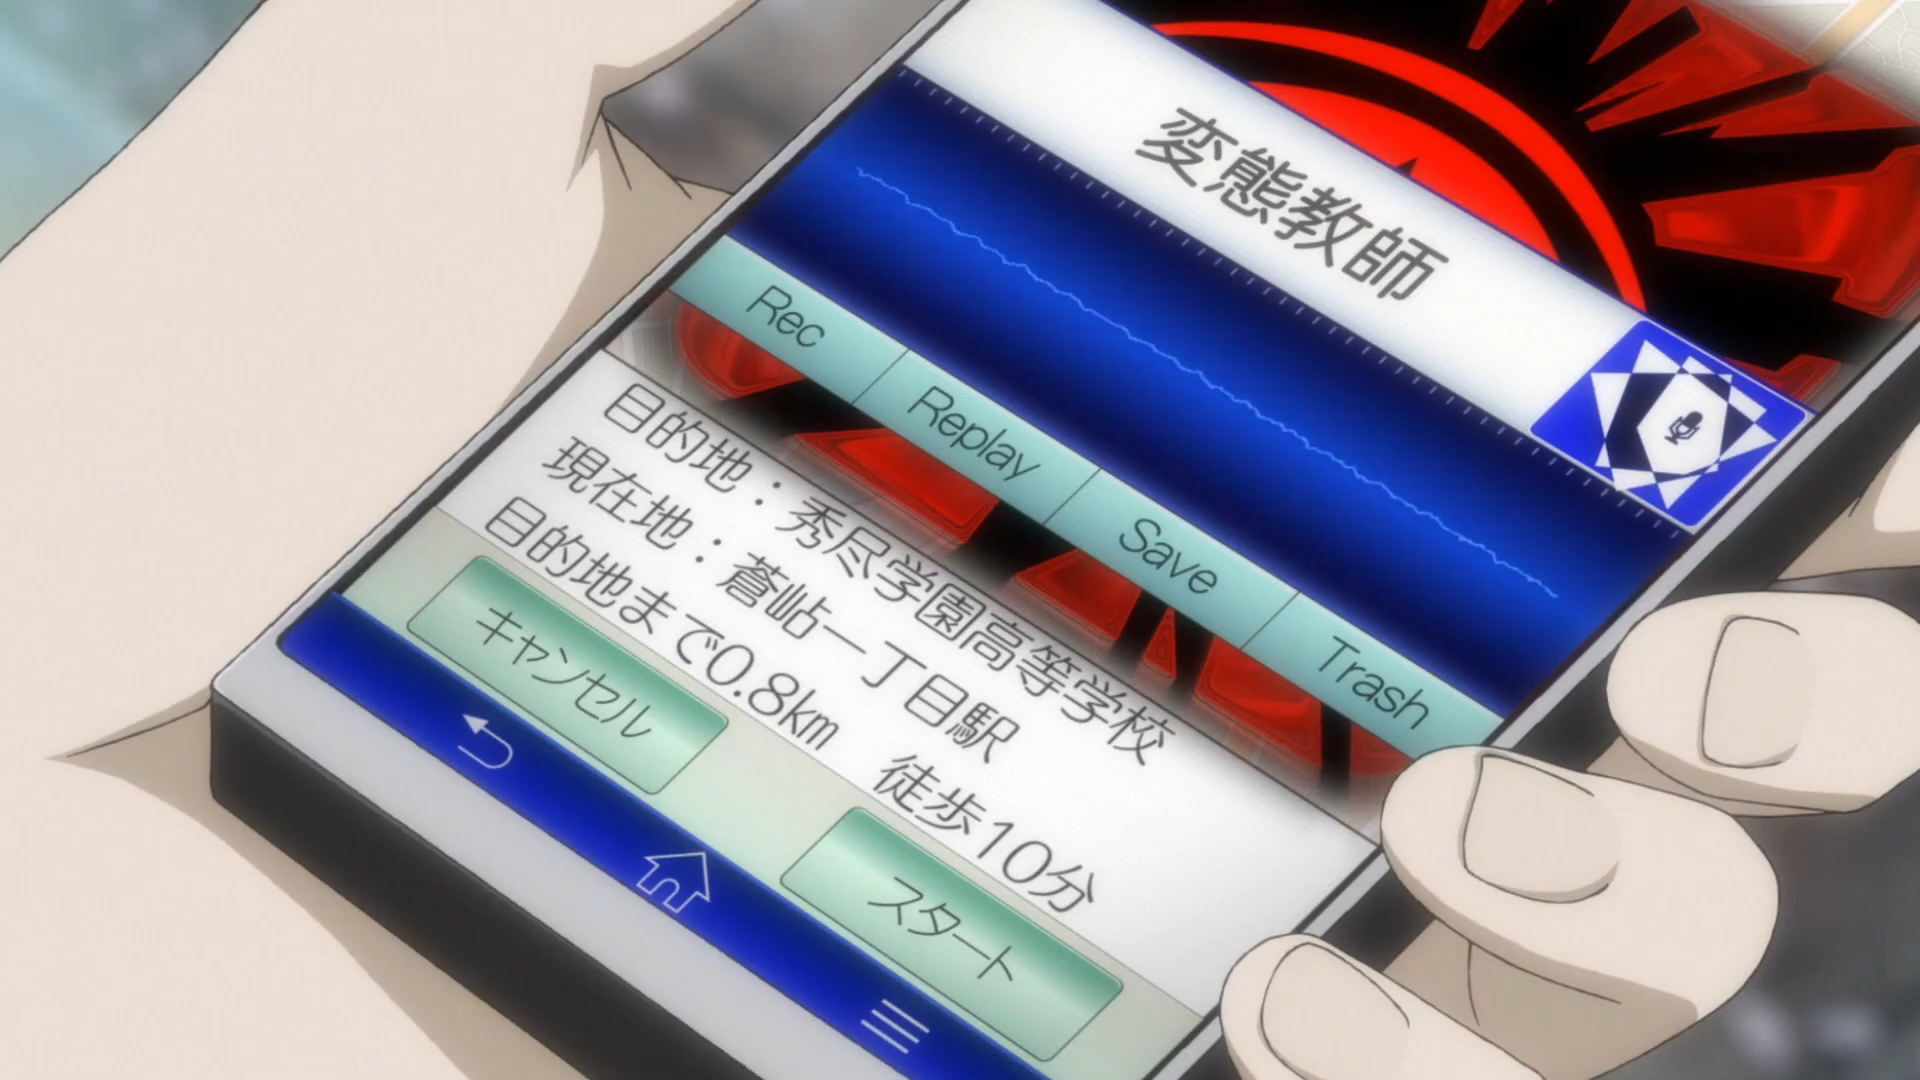 変態教師
Rec
Replay
Save
Trash
目的地：秀尽学園高等学校
現在地：蒼山一丁目駅
目的地まで0.8km 徒歩10分
キャンセル
スタート